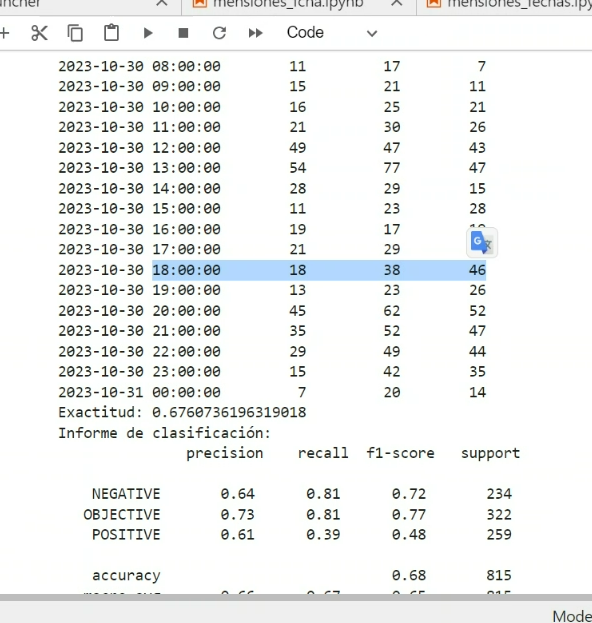 mensiones_fcha.ipynb
Code
2023-10-30 08:00:00 11 17 7
2023-10-30 09:00:00 15 21 11
2023-10-30 10:00:00 16 25 21
2023-10-30 11:00:00 21 30 26
2023-10-30 12:00:00 49 47 43
2023-10-30 13:00:00 54 77 47
2023-10-30 14:00:00 28 29 15
2023-10-30 15:00:00 11 23 28
2023-10-30 16:00:00 19 17
2023-10-30 17:00:00 21 29
2023-10-30 18:00:00 18 38 46
2023-10-30 19:00:00 13 23 26
2023-10-30 20:00:00 45 62 52
2023-10-30 21:00:00 35 52 47
2023-10-30 22:00:00 29 49 44
2023-10-30 23:00:00 15 42 35
2023-10-31 00:00:00 7 20 14
Exactitud: 0.6760736196319018
Informe de clasificación:
precision recall f1-score support
NEGATIVE 0.64 0.81 0.72 234
OBJECTIVE 0.73 0.81 0.77 322
POSITIVE 0.61 0.39 0.48 259
accuracy 0.68 815
Mode